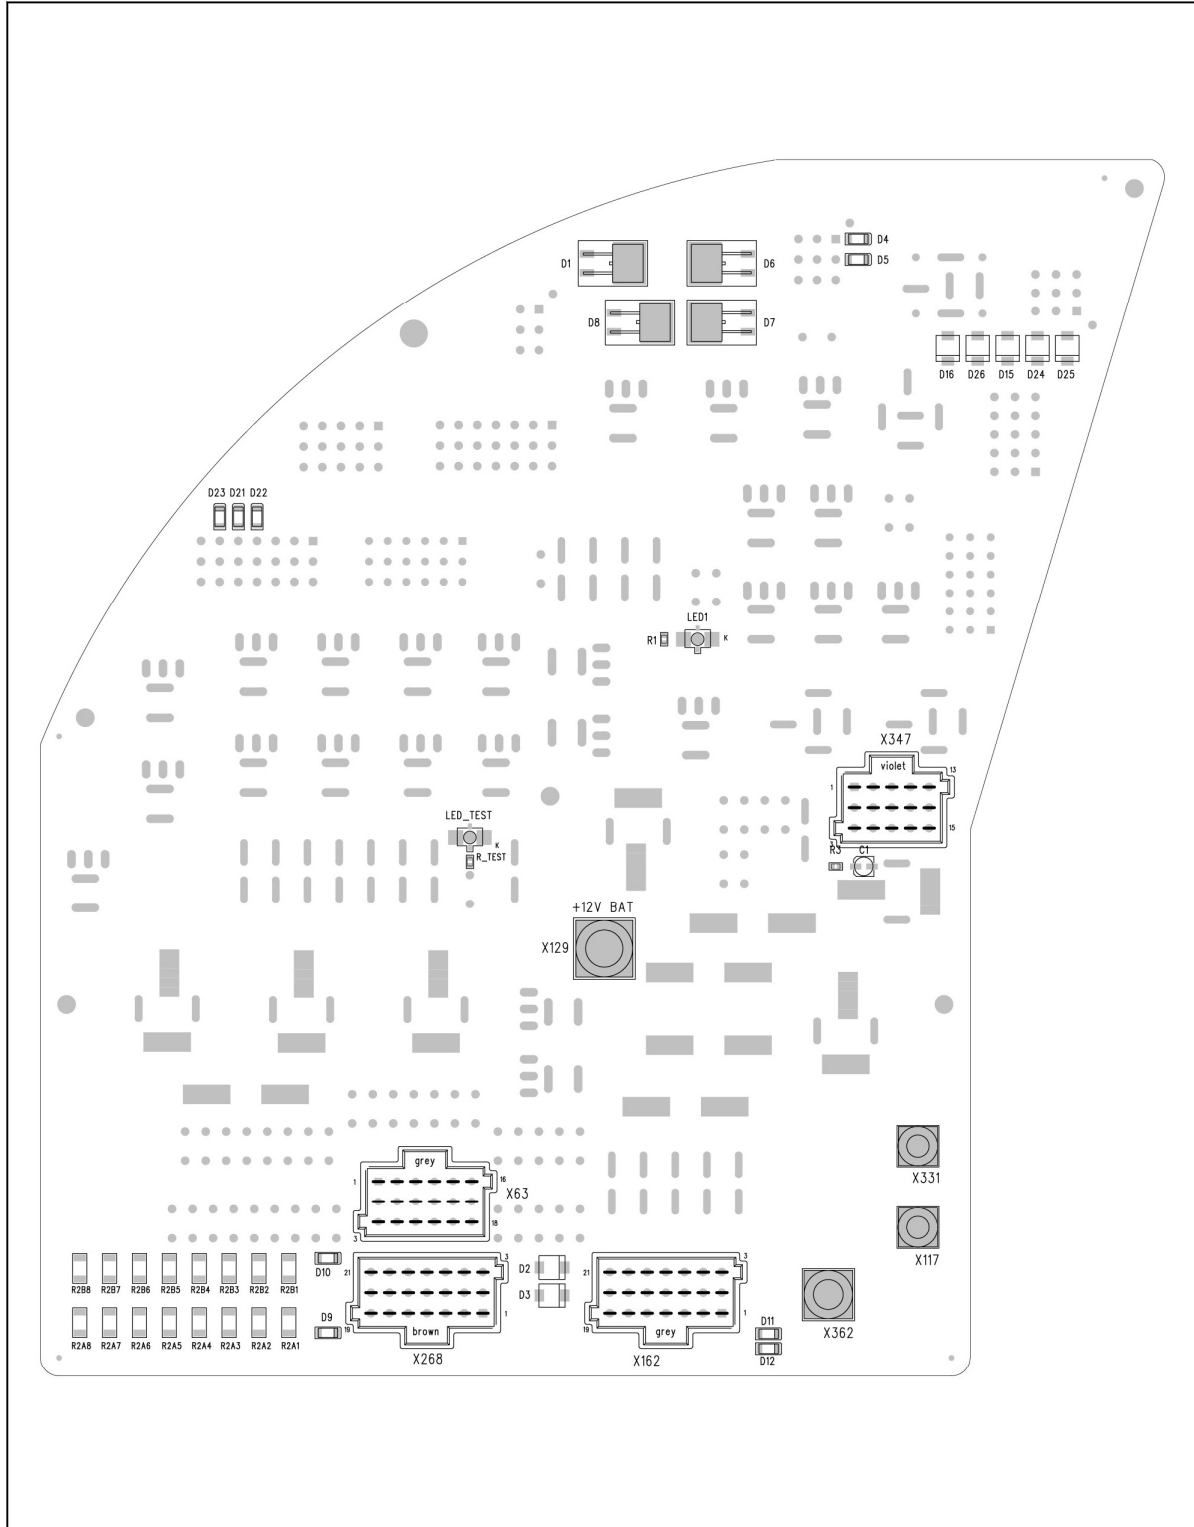 D4
D1 D6 D5
D8 D7
D16 D26 D15 D24 D25
D23 D21 D22
LED1
R1 K
X347
violet
1 13
15
3
LED_TEST
K
R_TEST
R3 C1
+12V BAT
X129
grey
1 16
X63
18
3
X331
X117
D10
D2
D3
21 3
19 1
brown
X268
21 3
19 1
grey
X162
X362
D11
D12
R2B8 R2B7 R2B6 R2B5 R2B4 R2B3 R2B2 R2B1
D9
R2A8 R2A7 R2A6 R2A5 R2A4 R2A3 R2A2 R2A1